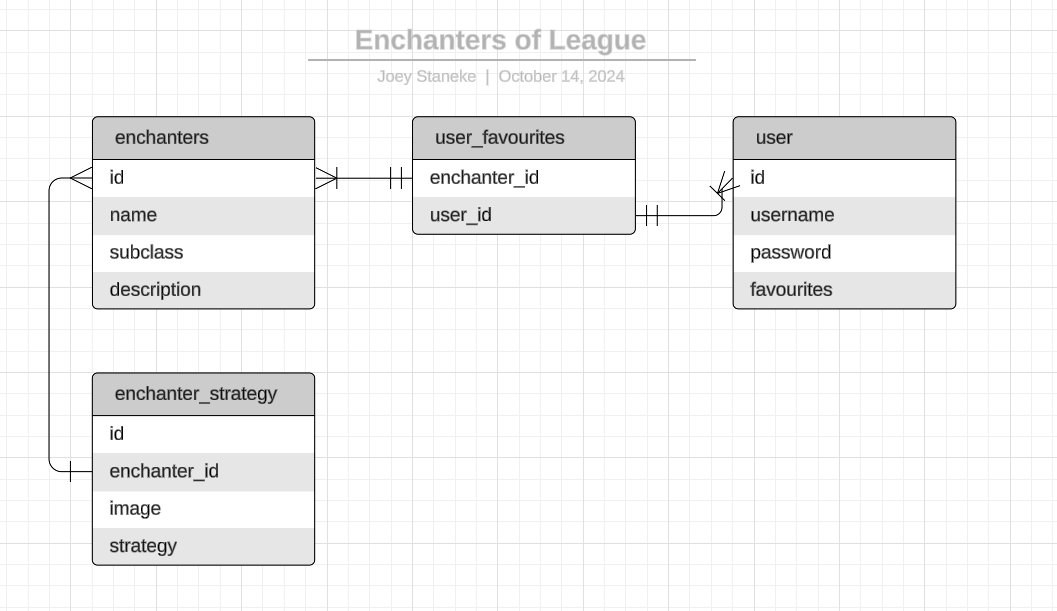 Enchanters of League
Joey Staneke | October 14, 2024
enchanters
id
name
subclass
description
user_favourites
enchanter_id
user_id
user
id
username
password
favourites
enchanter_strategy
id
enchanter_id
image
strategy